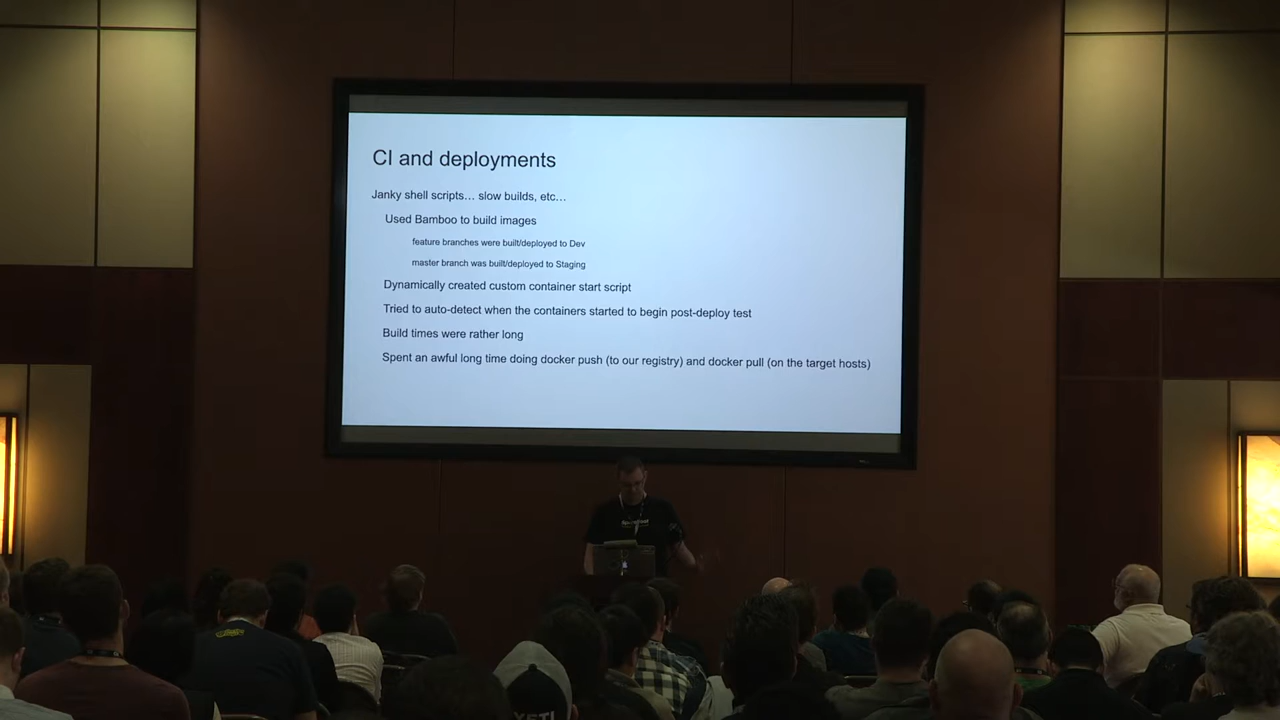 CI and deployments
Janky shell scripts… slow builds, etc…
Used Bamboo to build images
feature branches were built/deployed to Dev
master branch was built/deployed to Staging
Dynamically created custom container start script
Tried to auto-detect when the containers started to begin post-deploy test
Build times were rather long
Spent an awful long time doing docker push (to our registry) and docker pull (on the target hosts)
YETI